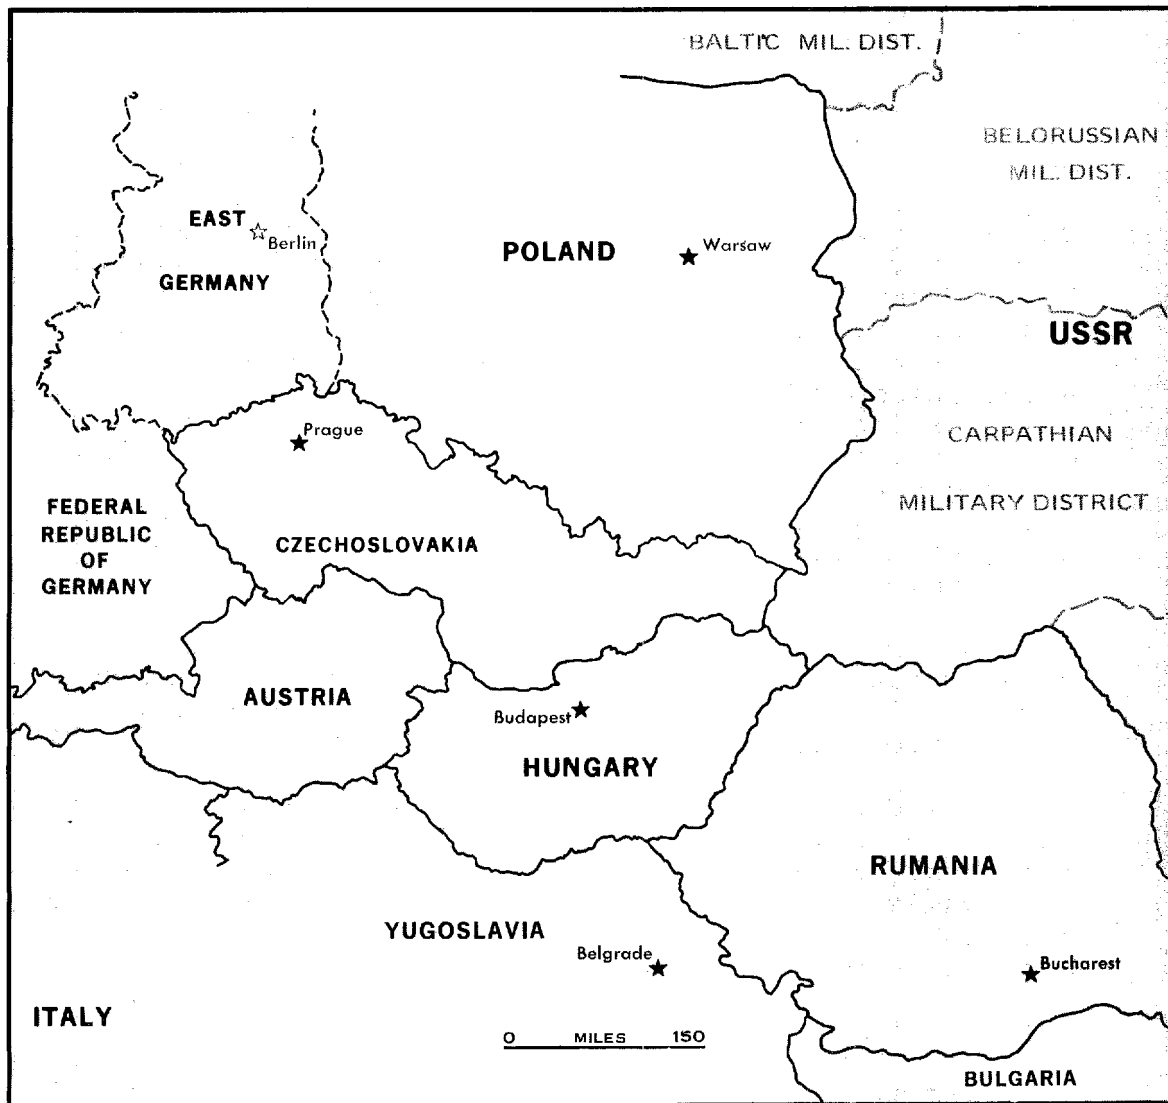 BALTIC MIL. DIST.
BELORUSSIAN
MIL. DIST.
EAST
Berlin
GERMANY
POLAND
Warsaw
USSR
Prague
CARPATHIAN
MILITARY DISTRICT
FEDERAL
REPUBLIC
OF
GERMANY
CZECHOSLOVAKIA
AUSTRIA
Budapest
HUNGARY
RUMANIA
YUGOSLAVIA
Belgrade
Bucharest
ITALY
0 MILES 150
BULGARIA